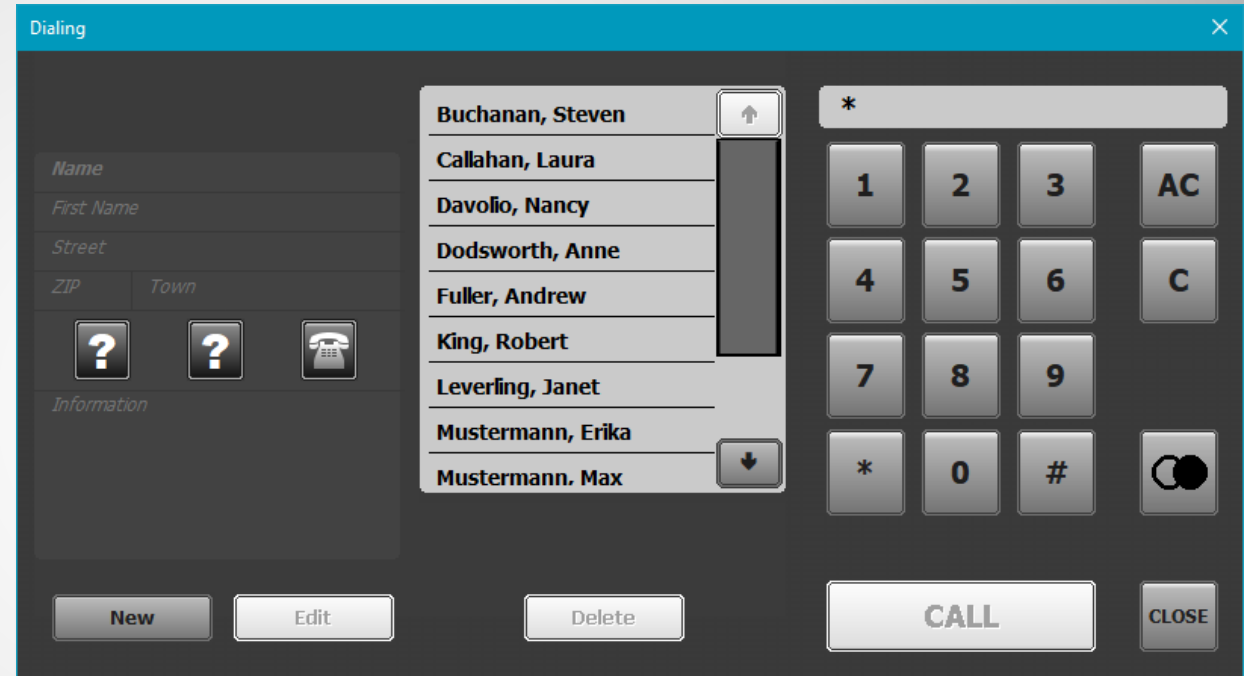 Dialing
Name
First Name
Street
ZIP Town
? ?
Information
New Edit
Buchanan, Steven
Callahan, Laura
Davolio, Nancy
Dodsworth, Anne
Fuller, Andrew
King, Robert
Leverling, Janet
Mustermann, Erika
Mustermann, Max
Delete
*
1 2 3 AC
4 5 6 C
7 8 9
* 0 #
CALL CLOSE